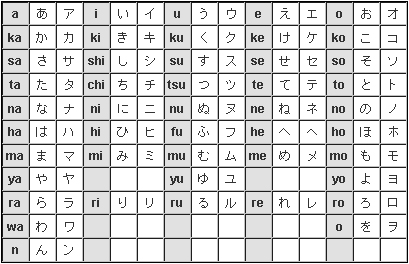 a あ ア i い イ u う ウ e え エ o お オ
ka か カ ki き キ ku く ク ke け ケ ko こ コ
sa さ サ shi し シ su す ス se せ セ so そ ソ
ta た タ chi ち チ tsu つ ツ te て テ to と ト
na な ナ ni に ニ nu ぬ ヌ ne ね ネ no の ノ
ha は ハ hi ひ ヒ fu ふ フ he へ ヘ ho ほ ホ
ma ま マ mi み ミ mu む ム me め メ mo も モ
ya や ヤ yu ゆ ユ yo よ ヨ
ra ら ラ ri り リ ru る ル re れ レ ro ろ ロ
wa わ ワ o を ヲ
n ん ン